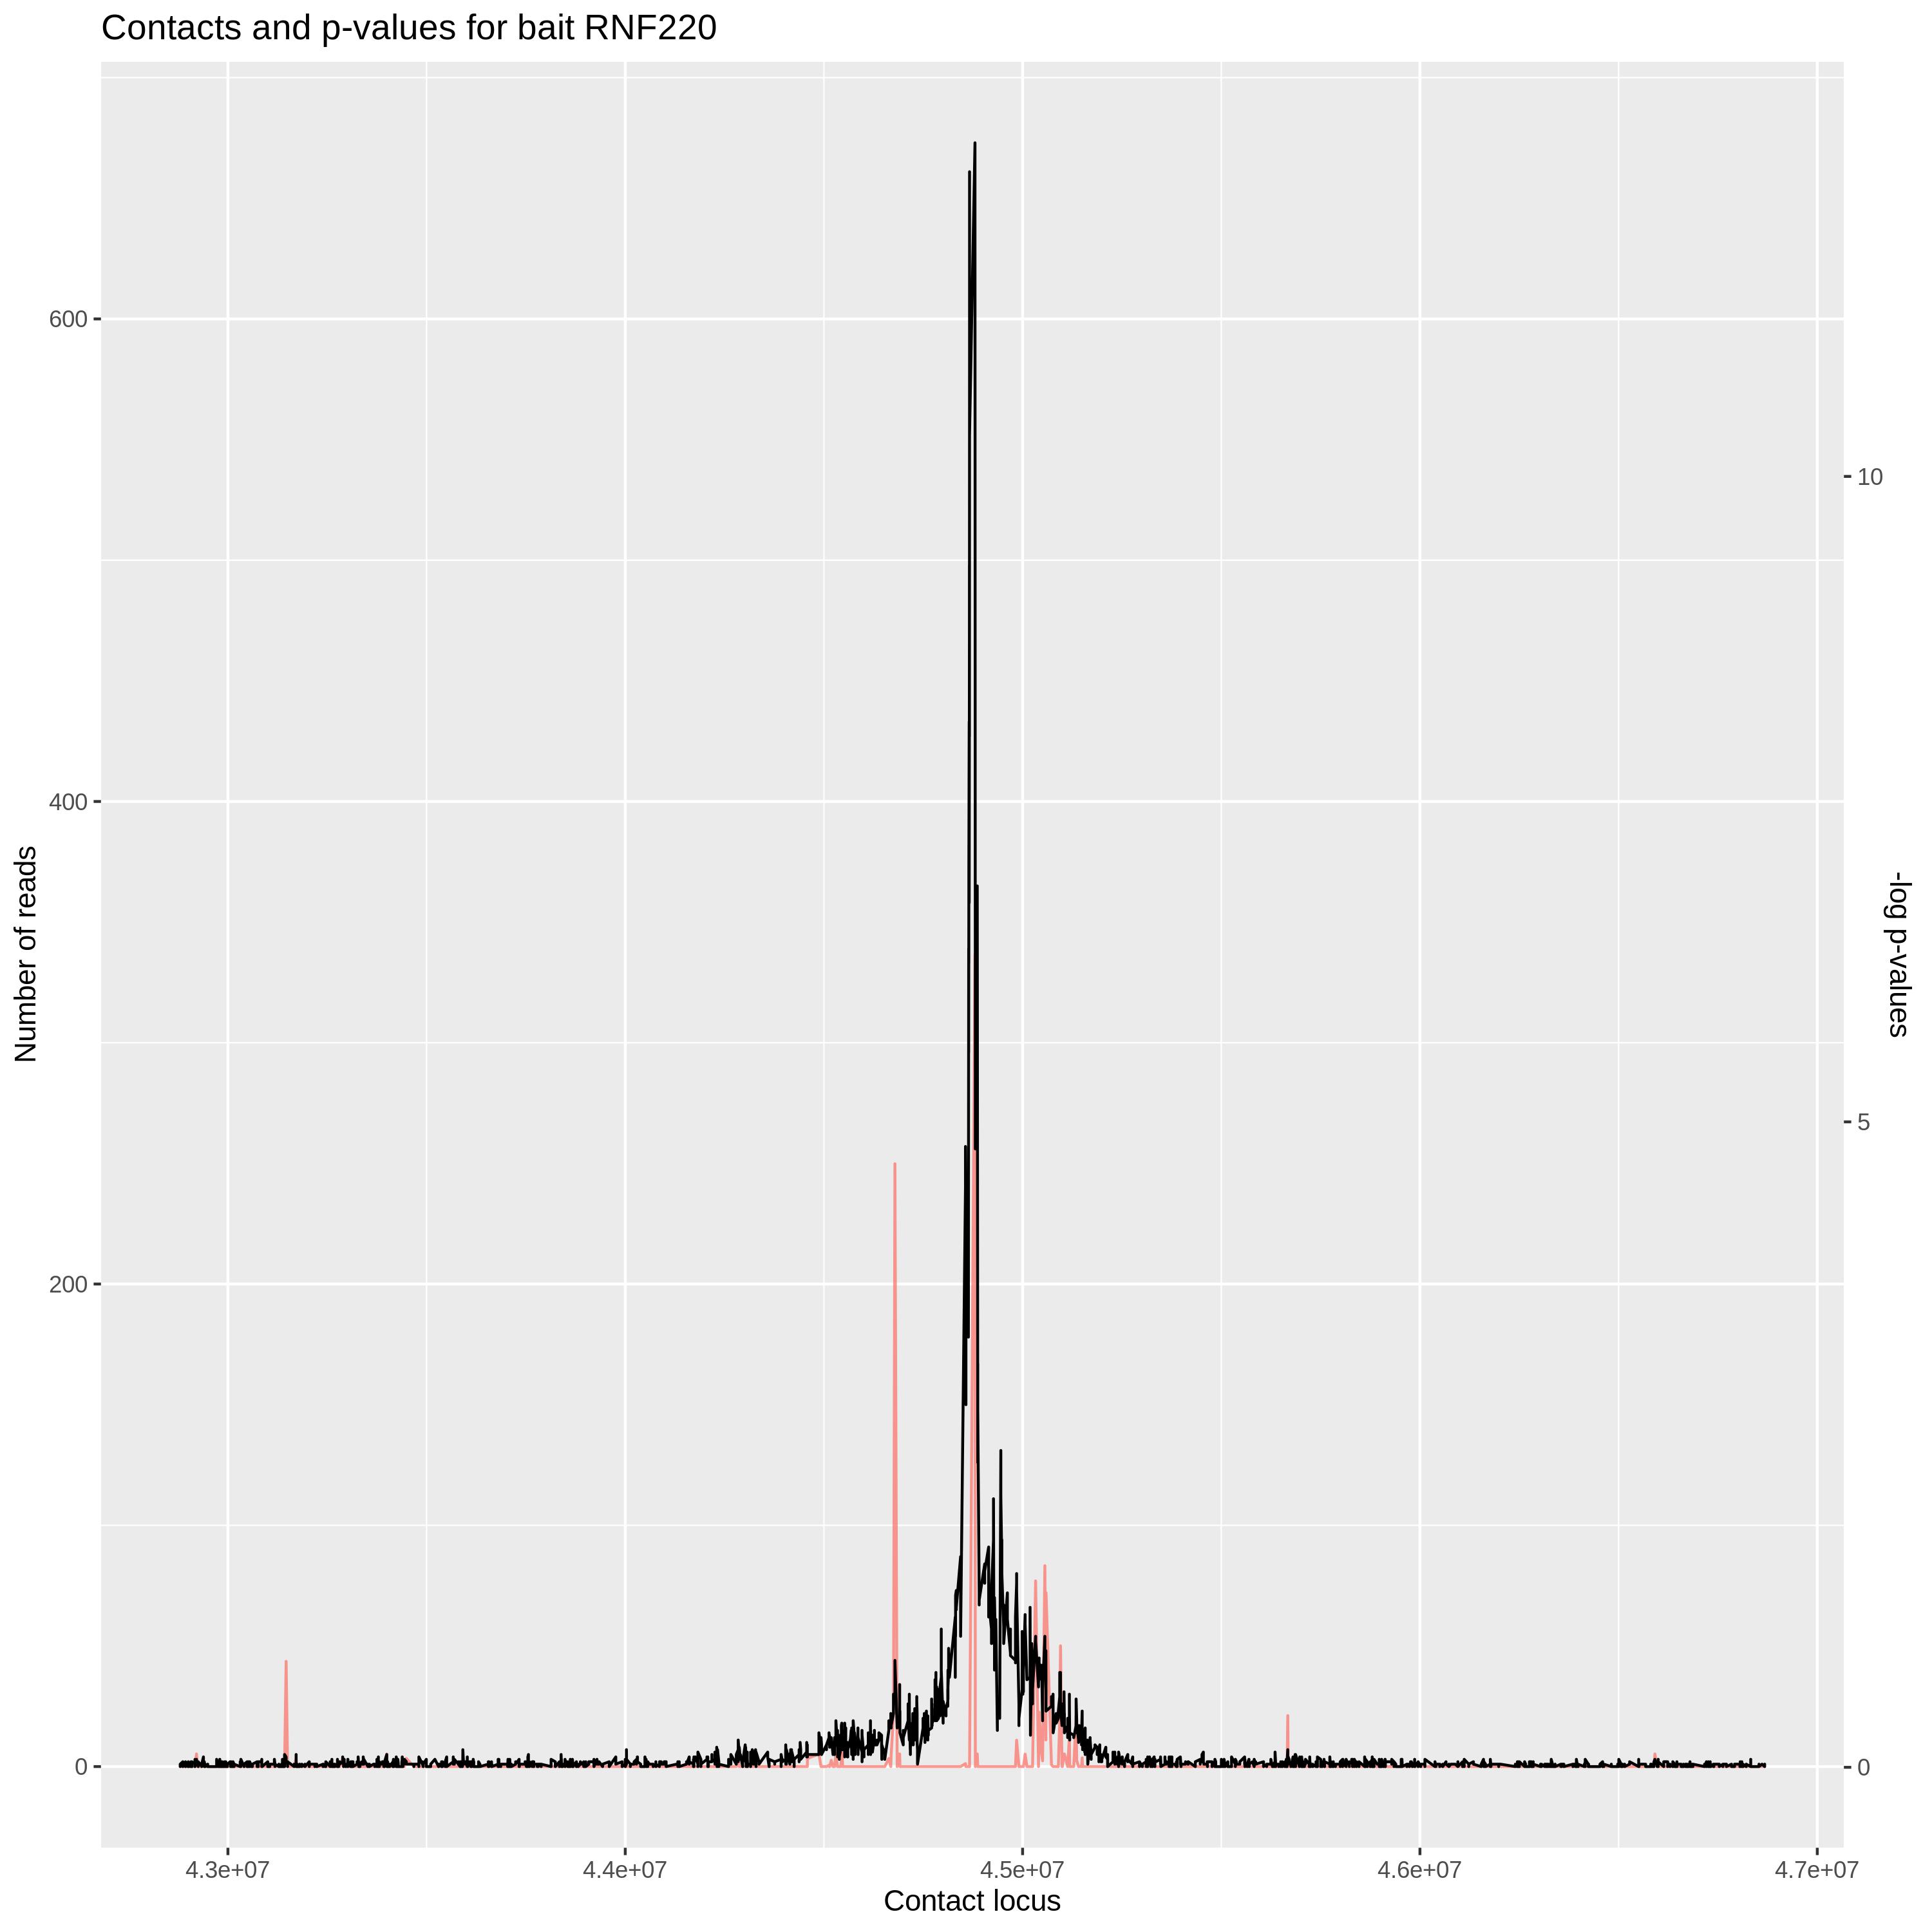 Contacts and p-values for bait RNF220
600
400
200
0
Number of reads
10
5
0
-log p-values
4.3e+07 4.4e+07 4.5e+07 4.6e+07 4.7e+07
Contact locus